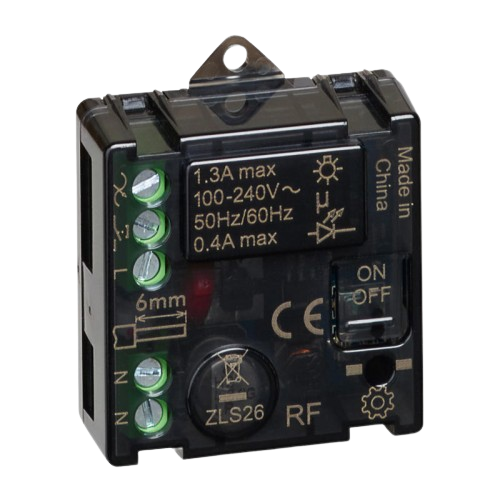 1.3A max
100-240V~
50Hz/60Hz
μ
0.4A max
Made in
China
L
6mm
ON
OFF
CE
N
N
ZLS26
RF